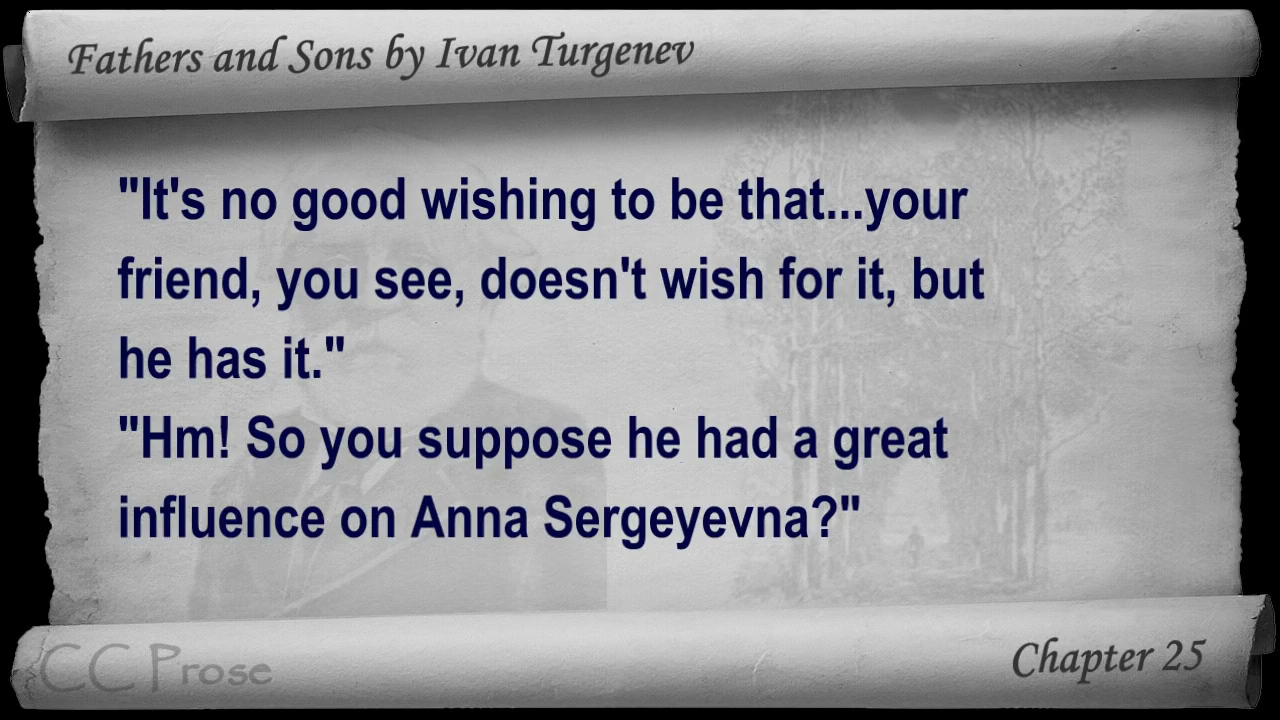 Fathers and Sons by Ivan Turgenev
"It's no good wishing to be that...your
friend, you see, doesn't wish for it, but
he has it."
"Hm! So you suppose he had a great
influence on Anna Sergeyevna?"
CC Prose
Chapter 25